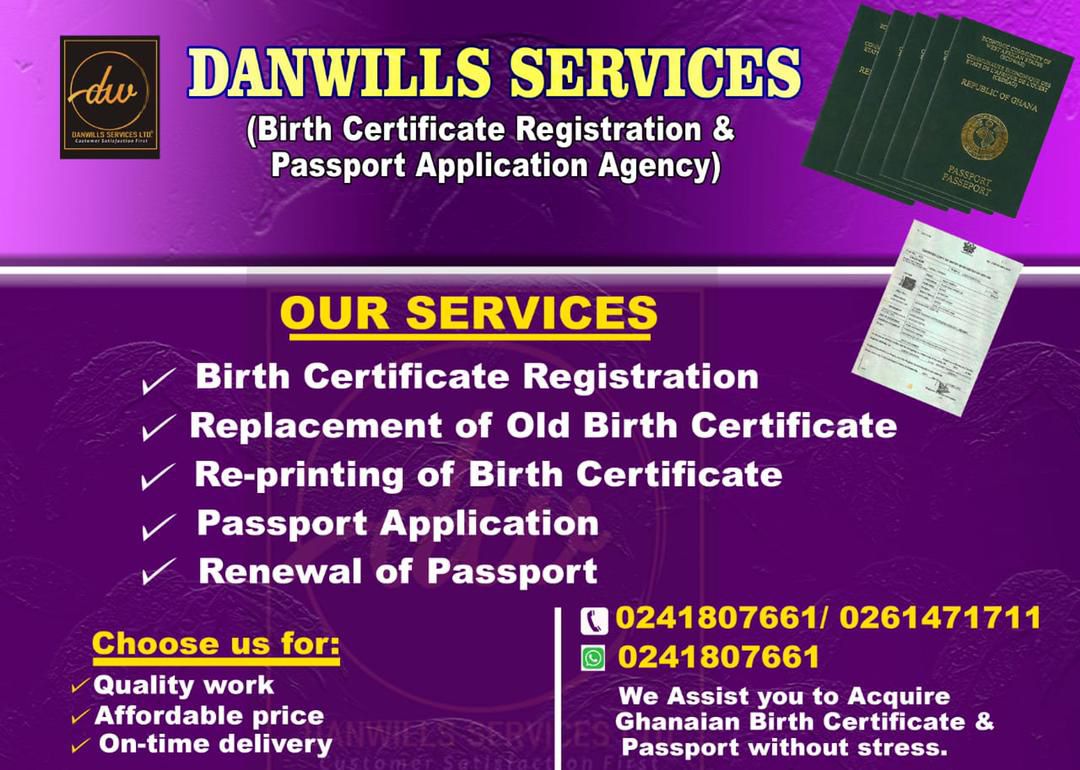 dw
DANWILLS SERVICES LTD
Customer Satisfaction First
DANWILLS SERVICES
(Birth Certificate Registration &
Passport Application Agency)
ECONOMIC COMMUNITY OF
WEST AFRICAN STATES
(ECOWAS)
REPUBLIC OF GHANA
PASSPORT
PASSEPORT
OUR SERVICES
Birth Certificate Registration
Replacement of Old Birth Certificate
Re-printing of Birth Certificate
Passport Application
Renewal of Passport
Choose us for:
Quality work
Affordable price
On-time delivery
0241807661/ 0261471711
0241807661
We Assist you to Acquire
Ghanaian Birth Certificate &
Passport without stress.
DANWILLS SERVICES
Customer Satisfaction First